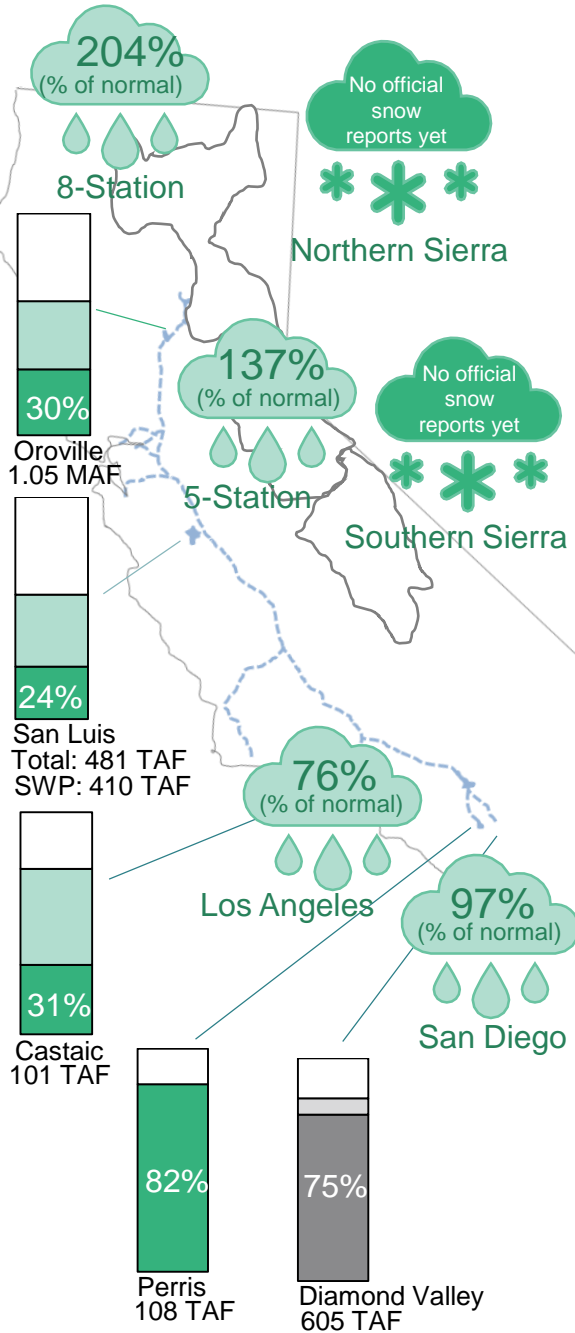 204%
(% of normal)
8-Station
No official
snow
reports yet
Northern Sierra
30%
Oroville
1.05 MAF
137%
(% of normal)
5-Station
No official
snow
reports yet
Southern Sierra
24%
San Luis
Total: 481 TAF
SWP: 410 TAF
76%
(% of normal)
Los Angeles
97%
(% of normal)
San Diego
31%
Castaic
101 TAF
82%
Perris
108 TAF
75%
Diamond Valley
605 TAF